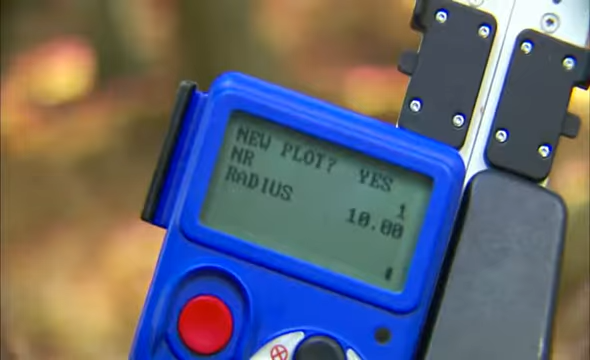 NEW PLOT? YES
NR 1
RADIUS 10.00